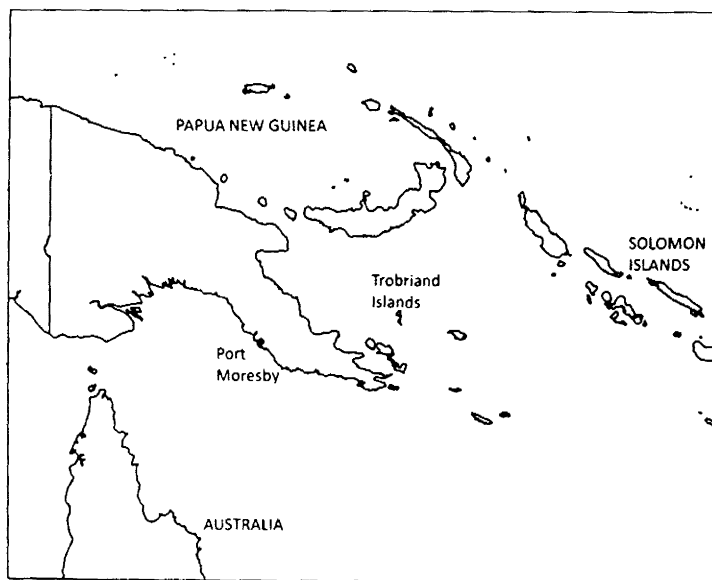 PAPUA NEW GUINEA
SOLOMON
ISLANDS
Trobriand
Islands
Port
Moresby
AUSTRALIA